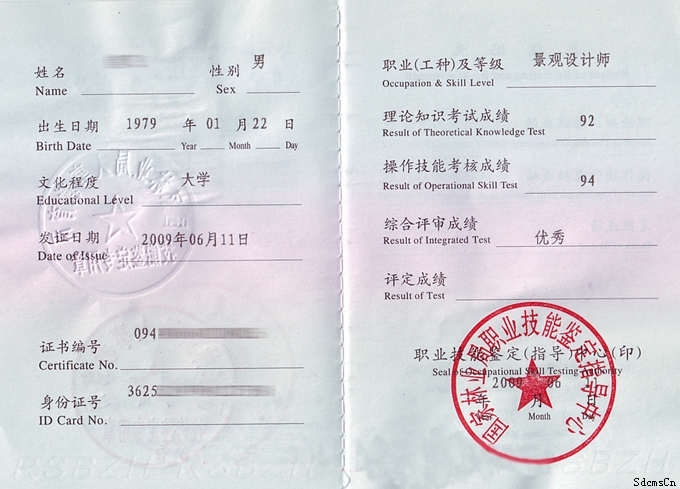 姓名
Name
性别 男
Sex
出生日期 1979 年 01 月 22 日
Birth Date Year Month Day
文化程度 大学
Educational Level
发证日期 2009年06月11日
Date of Issue
094
证书编号
Certificate No.
3625
身份证号
ID Card No.
职业(工种)及等级 景观设计师
Occupation & Skill Level
理论知识考试成绩 92
Result of Theoretical Knowledge Test
操作技能考核成绩 94
Result of Operational Skill Test
综合评审成绩 优秀
Result of Integrated Test
评定成绩
Result of Test
国家林业局职业技能鉴定指导中心
职业技能鉴定(指导)中心(印)
Seal of Occupational Skill Testing Authority
2009 06
年 月 日
Month Day
RSBZH RSBZH
RSBZH
SdcmsCn